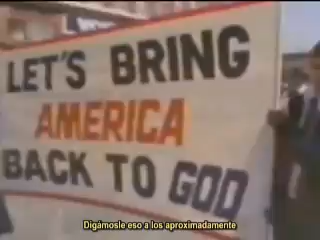 LET'S BRING
AMERICA
BACK TO GOD
Digámosle eso a los aproximadamente